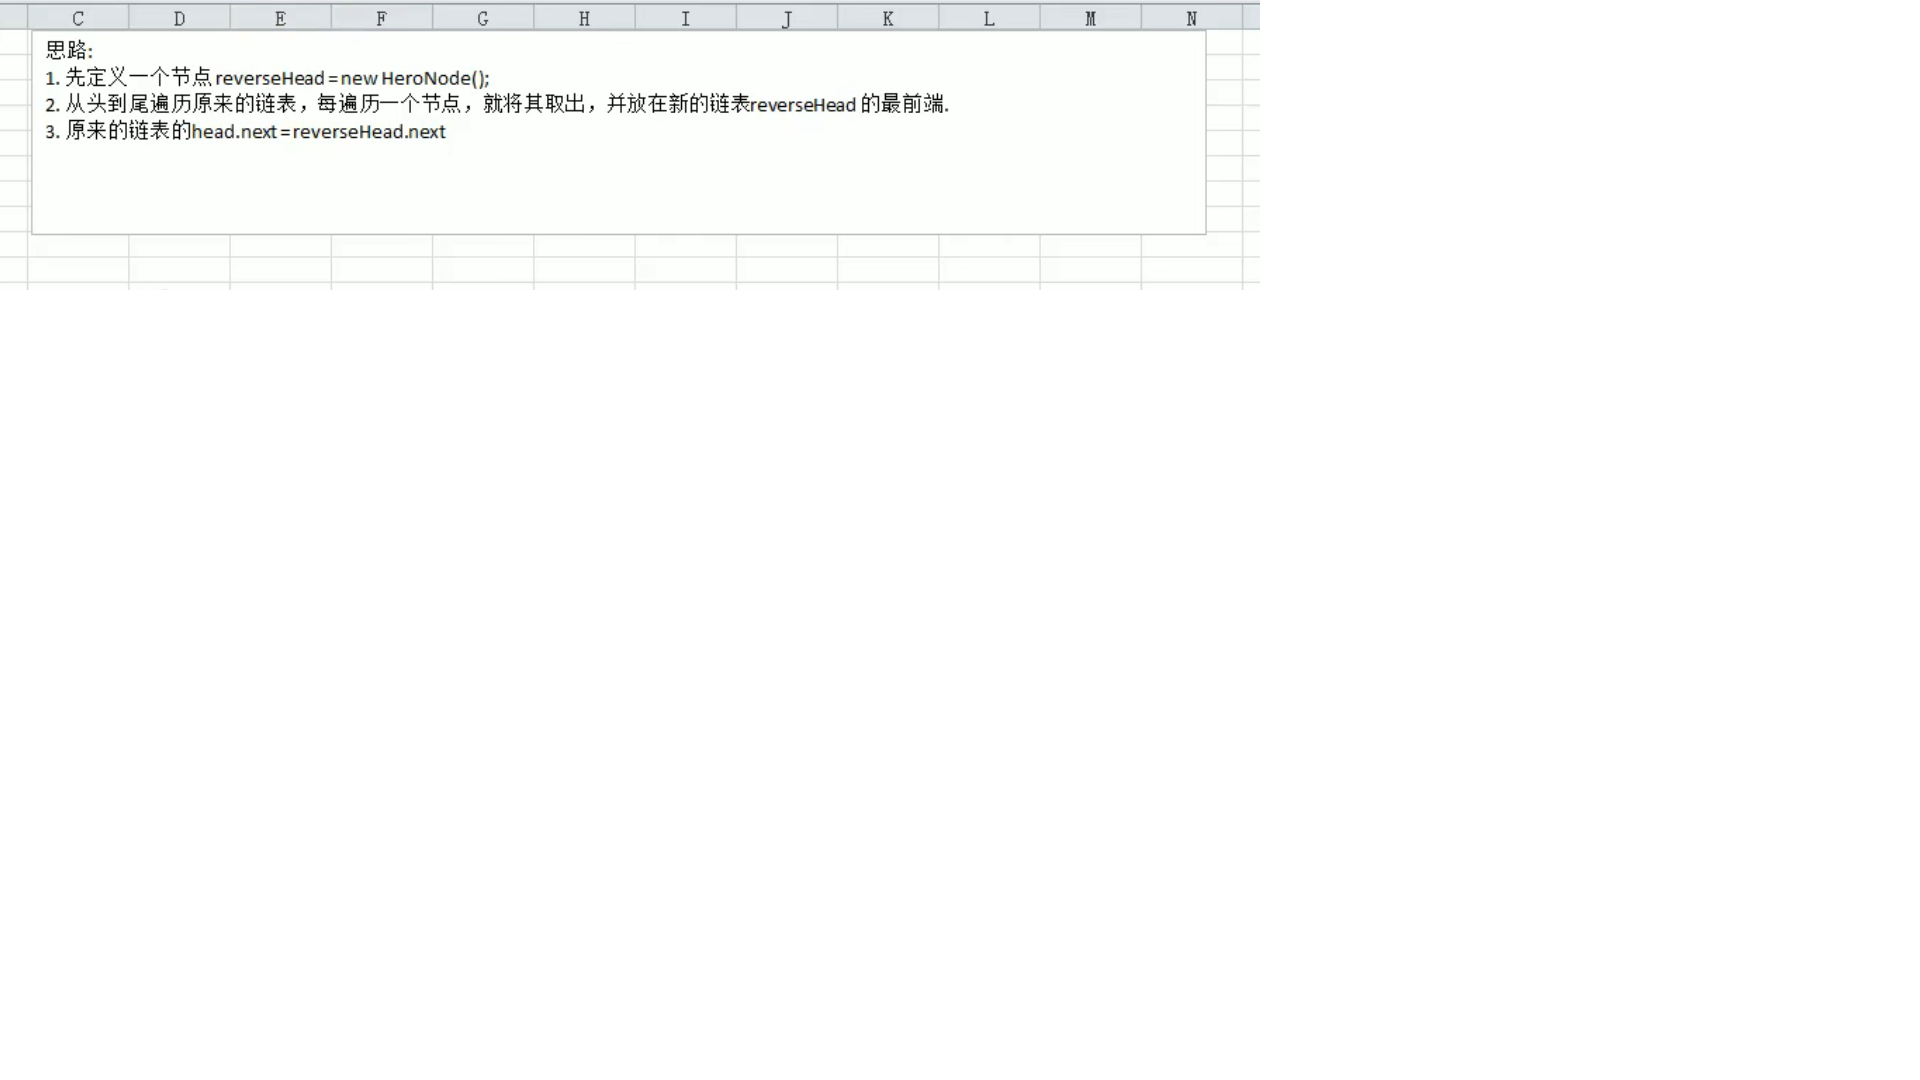 C D E F G H I J K L M N
思路:
1. 先定义一个节点 reverseHead = new HeroNode();
2. 从头到尾遍历原来的链表，每遍历一个节点，就将其取出，并放在新的链表reverseHead 的最前端.
3. 原来的链表的head.next = reverseHead.next